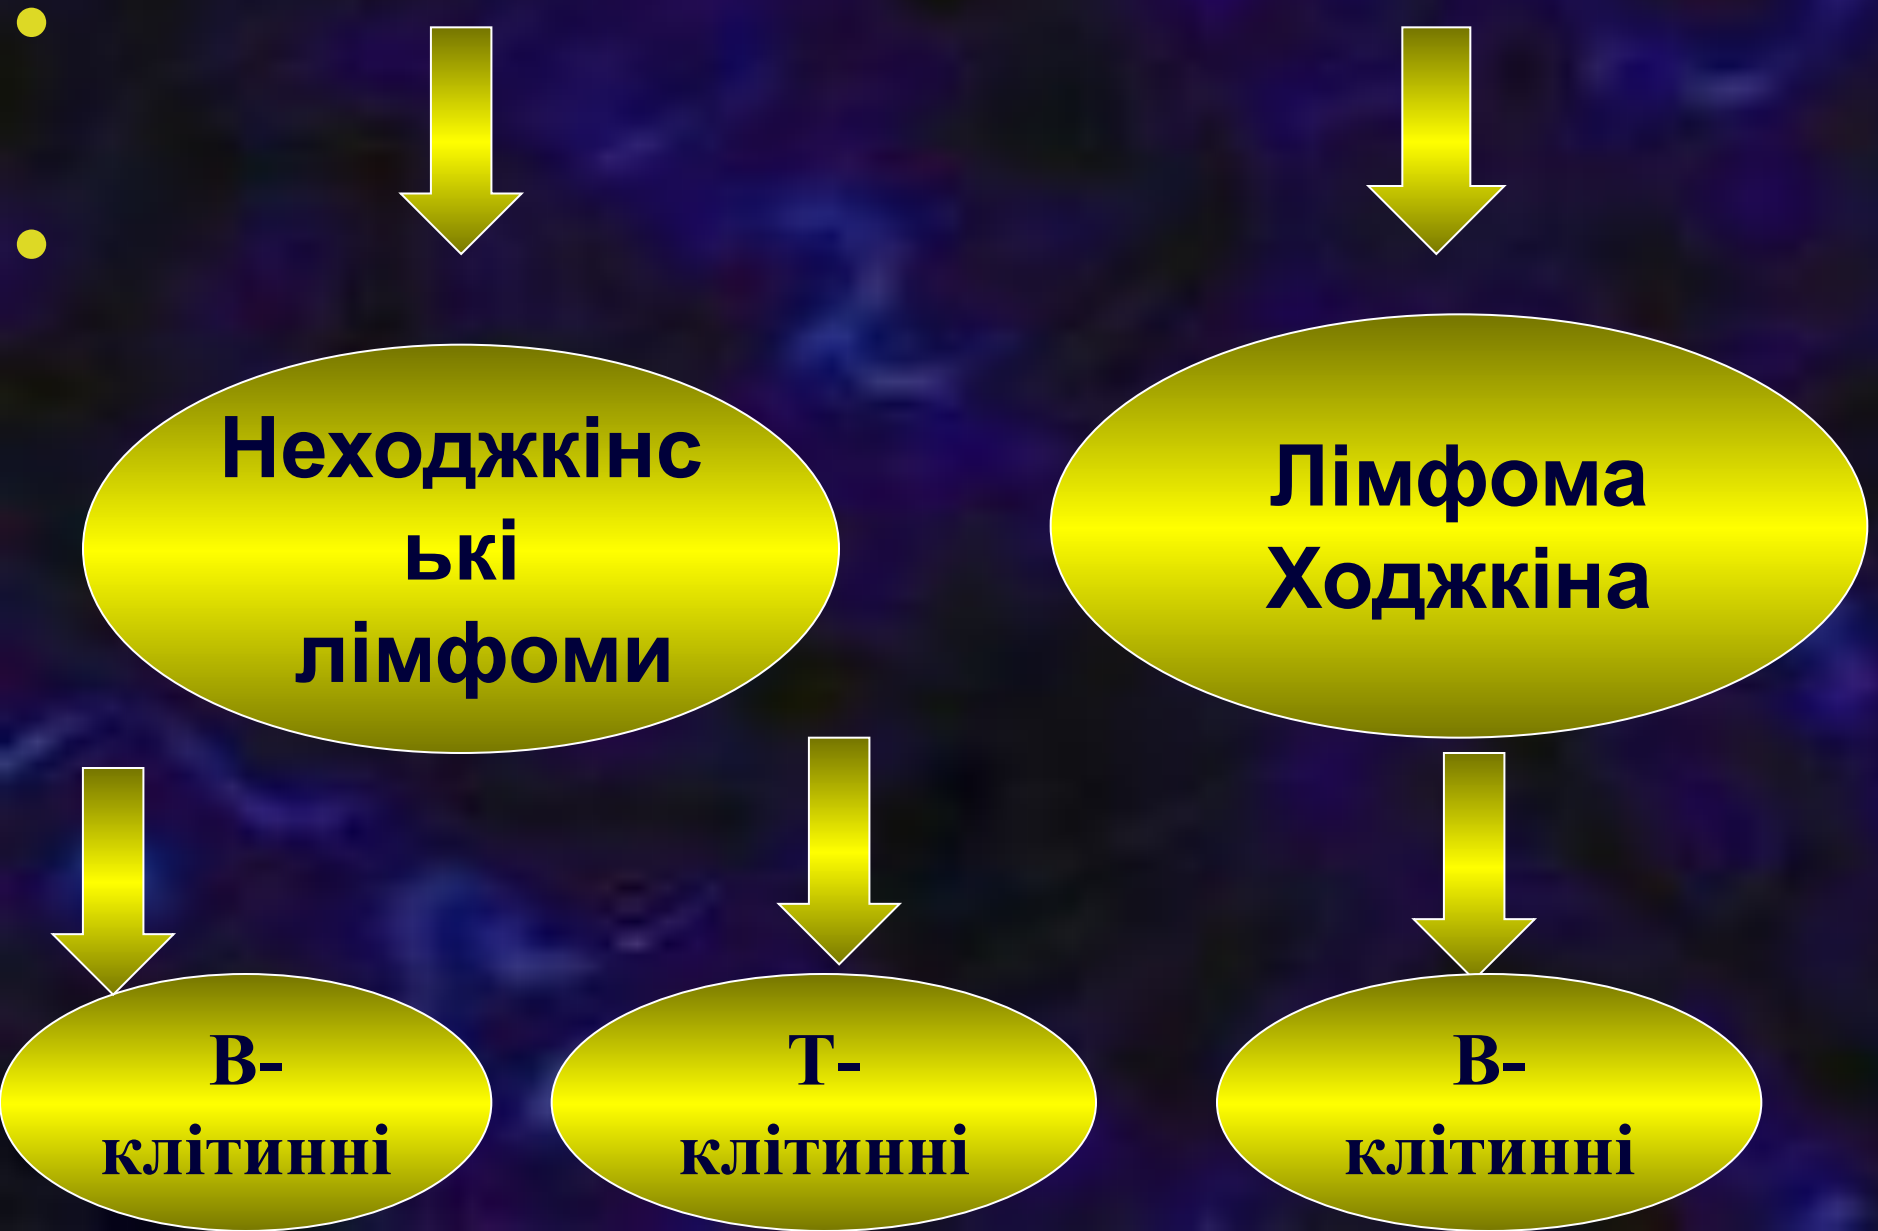 Неходжкінс
ькі
лімфоми
Лімфома
Ходжкіна
В-
клітинні
Т-
клітинні
В-
клітинні